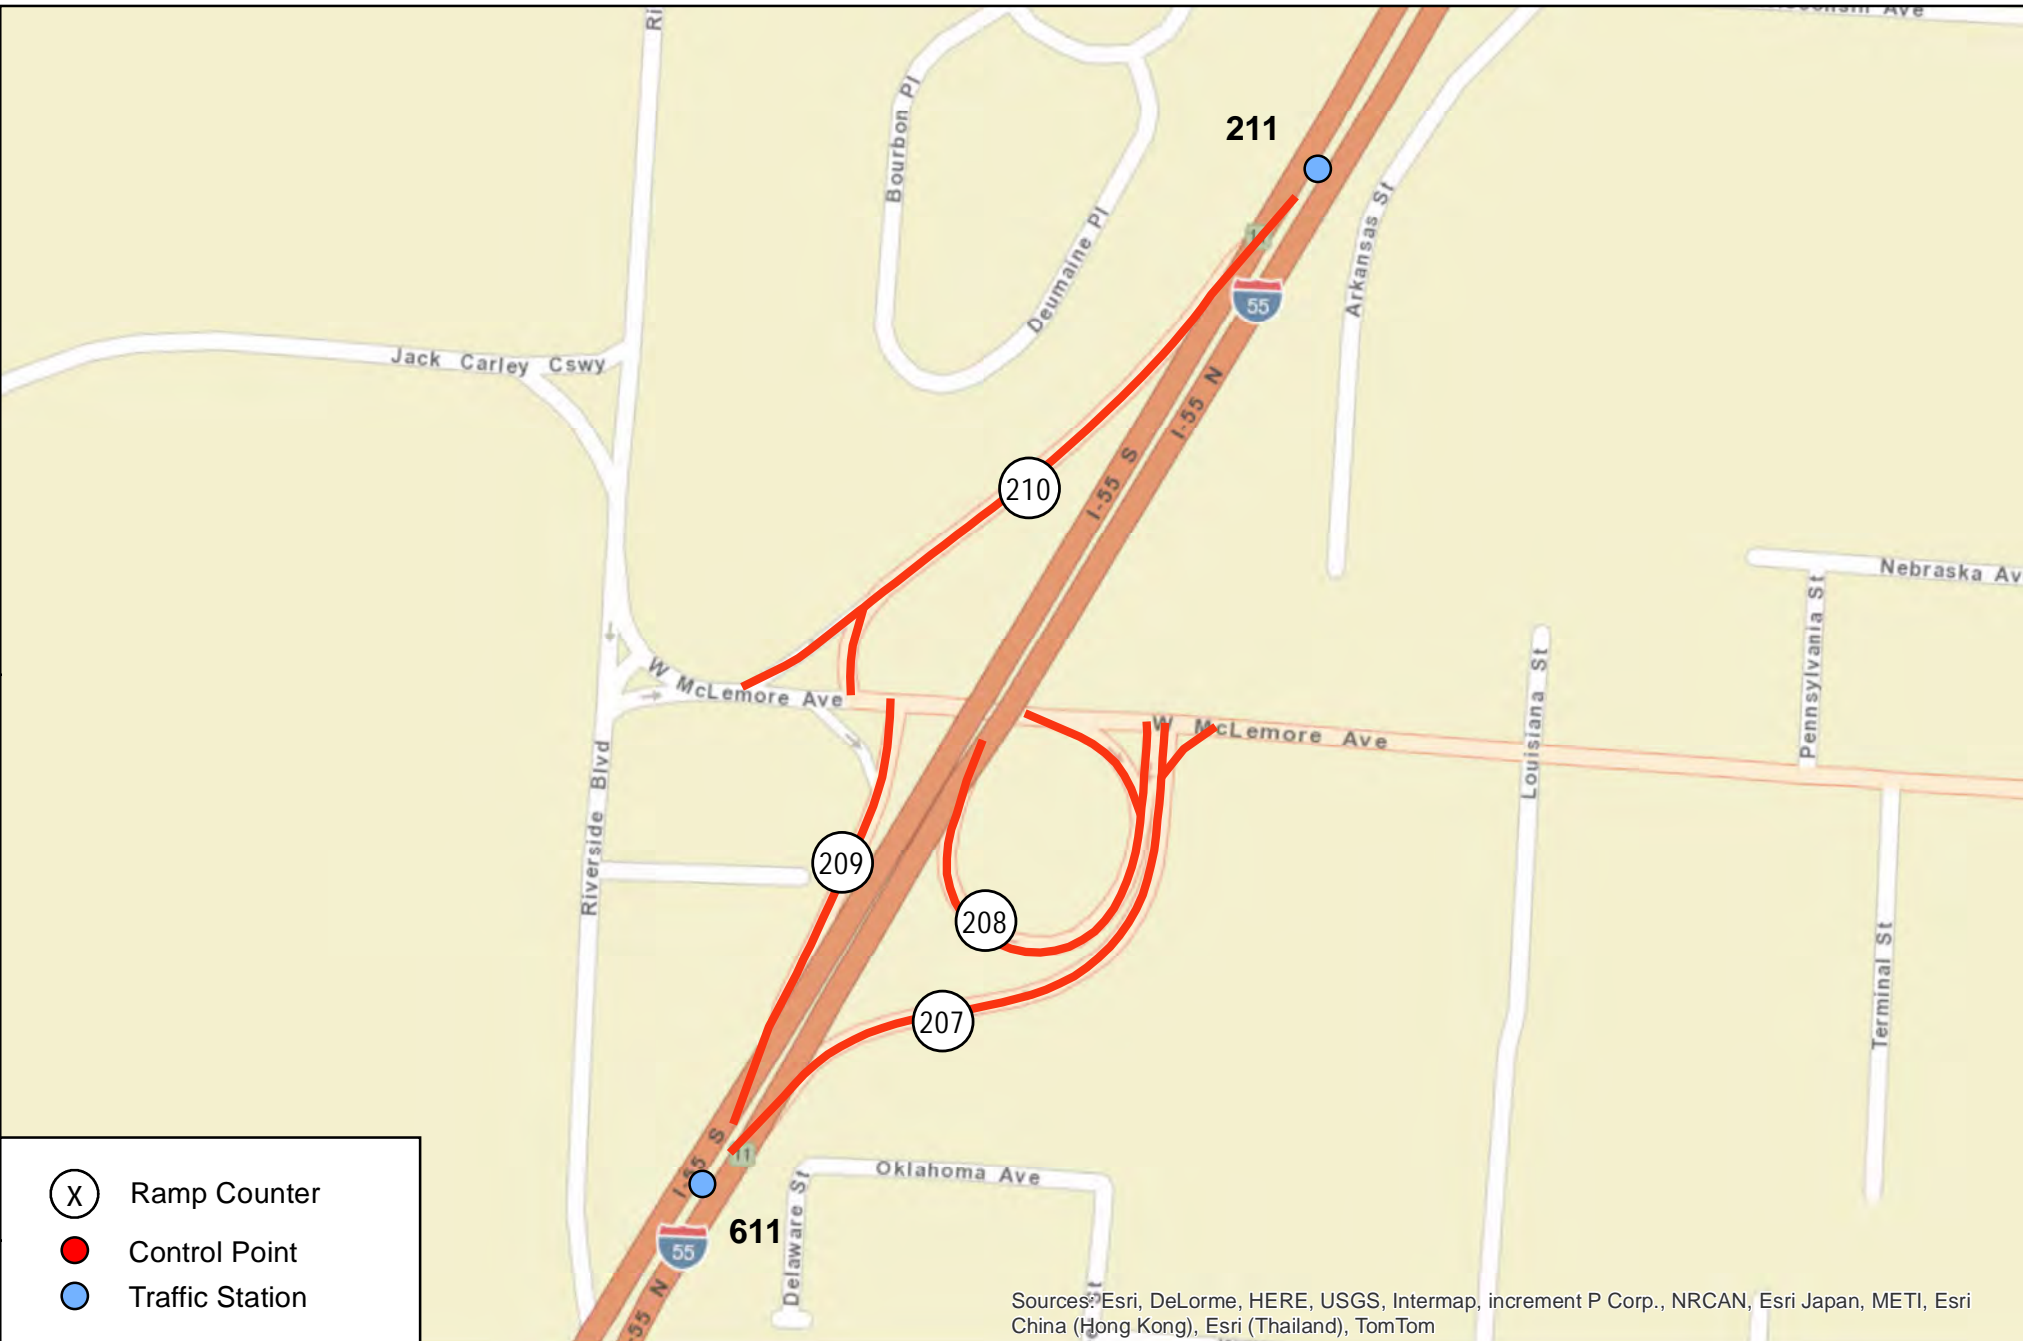 211
Bourbon Pl
Deumaine Pl
Arkansas St
55
Jack Carley Cswy
I-55 N
I-55 S
210
Nebraska Av
Pennsylvania St
Louisiana St
W McLemore Ave
W McLemore Ave
Riverside Blvd
209
208
207
Terminal St
I-55 S
11
Oklahoma Ave
Delaware St
611
55
-55 N
X Ramp Counter
Control Point
Traffic Station
Sources: Esri, DeLorme, HERE, USGS, Intermap, increment P Corp., NRCAN, Esri Japan, METI, Esri
China (Hong Kong), Esri (Thailand), TomTom